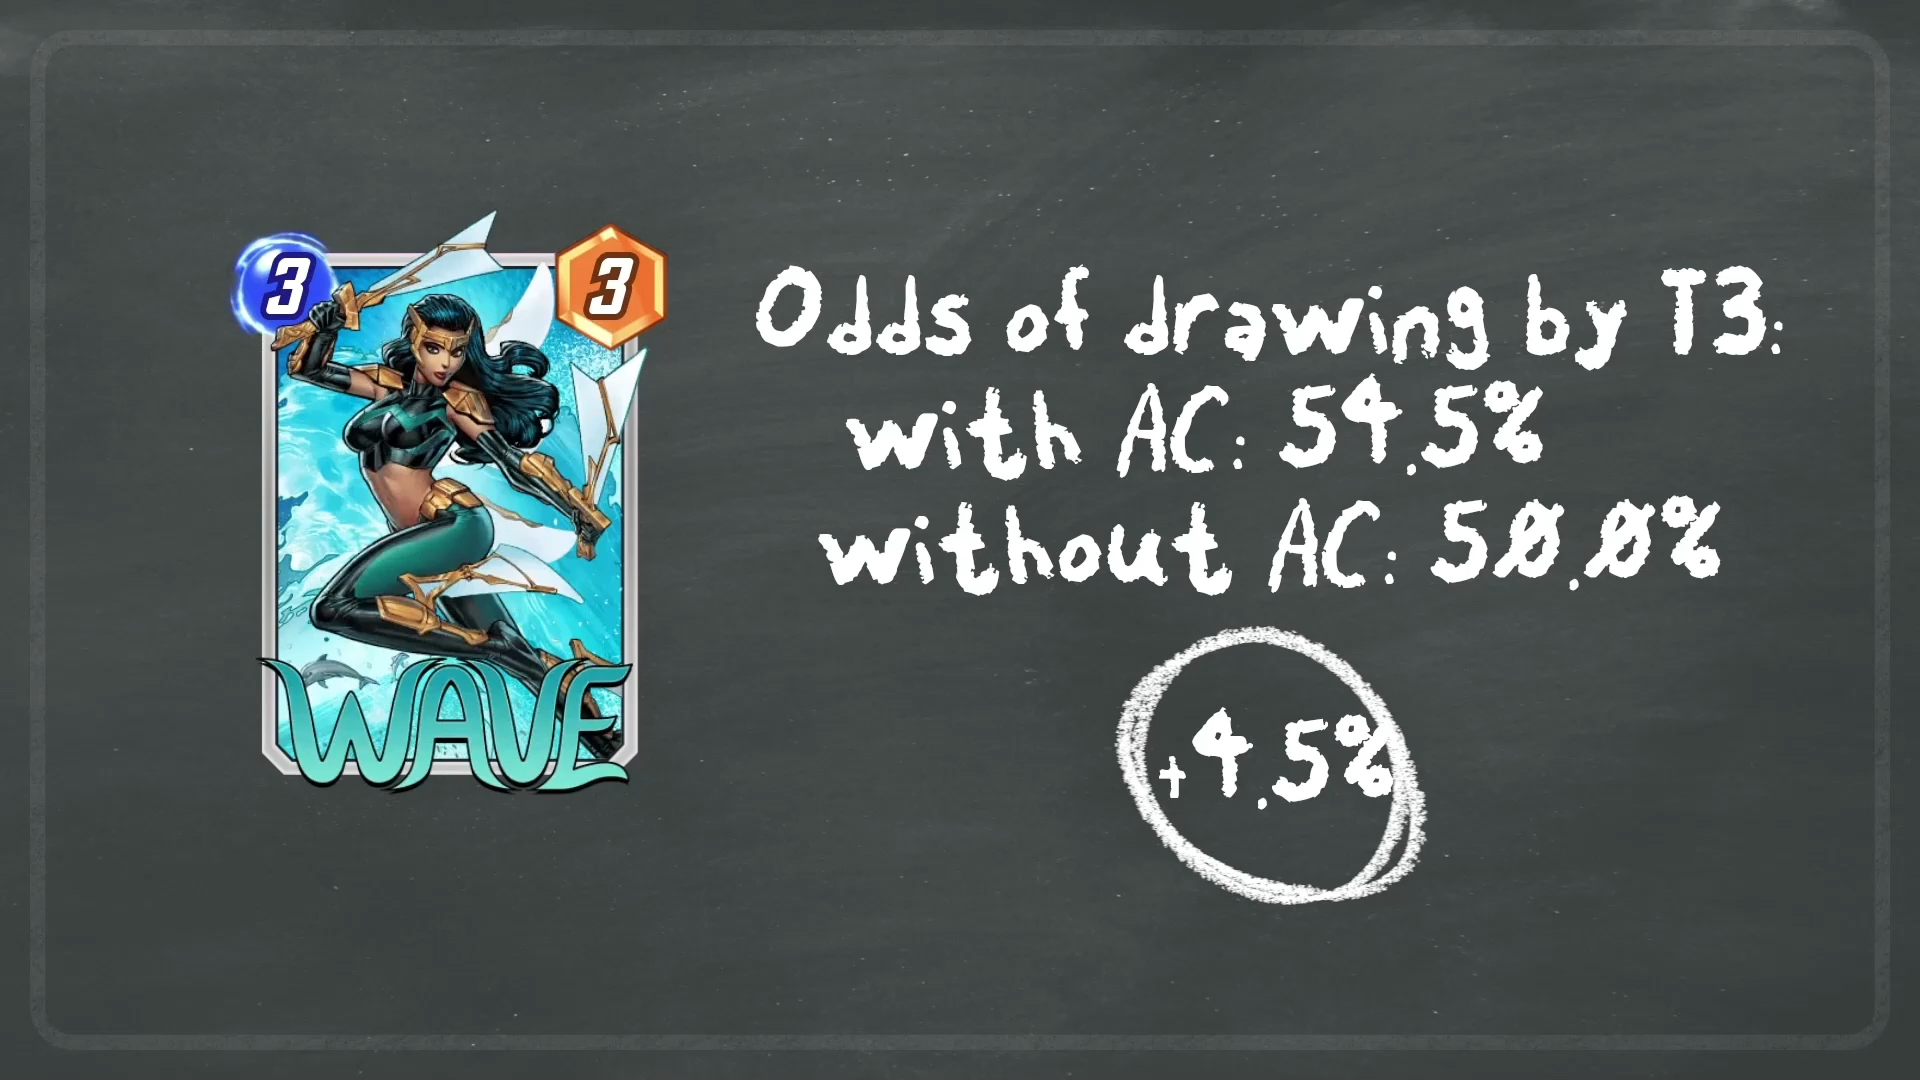 3
3
WAVE
Odds of drawing by T3:
with AC: 54.5%
without AC: 50.0%
+4.5%